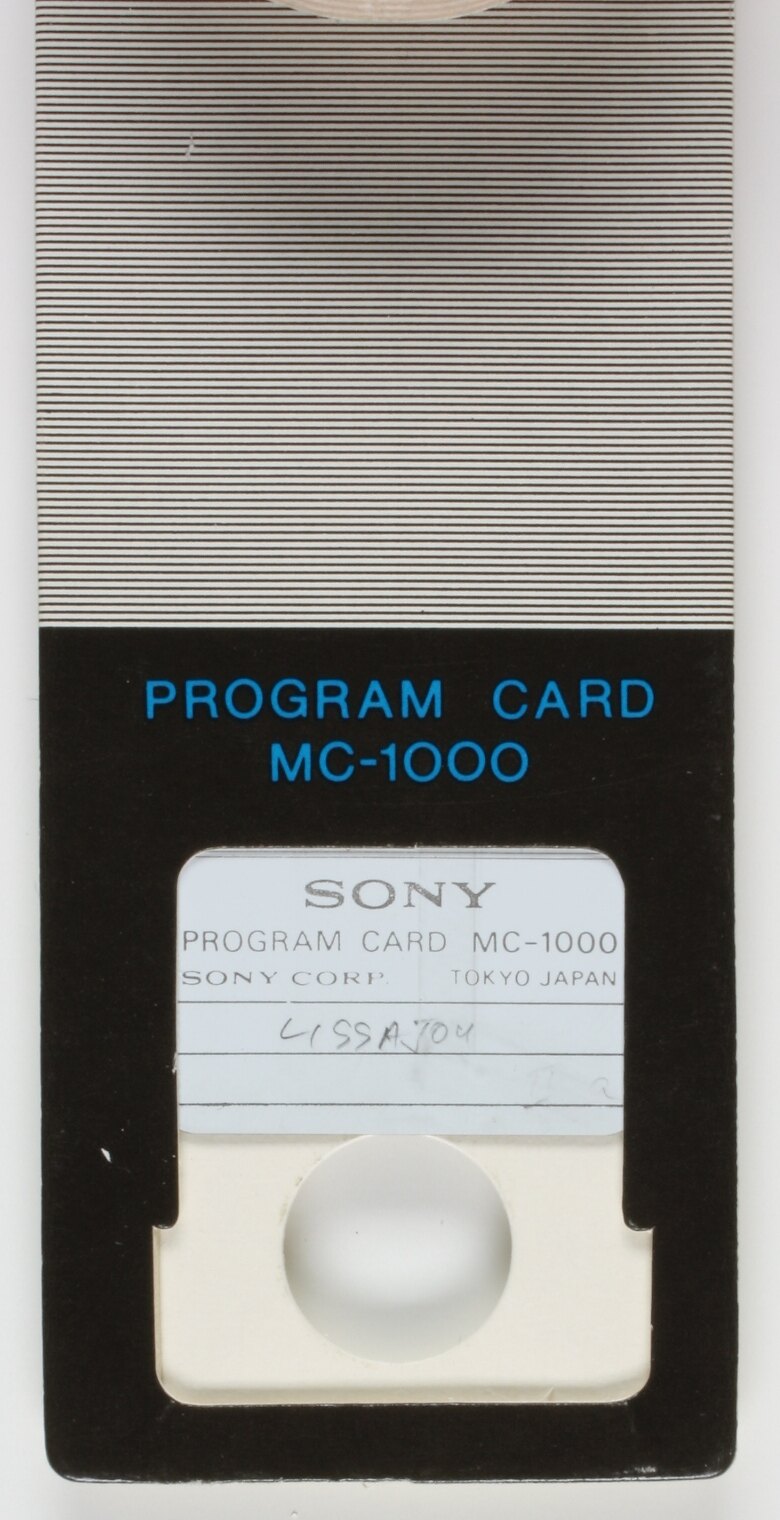 PROGRAM CARD
MC-1000
SONY
PROGRAM CARD MC-1000
SONY CORP. TOKYO JAPAN
LISSAJOU